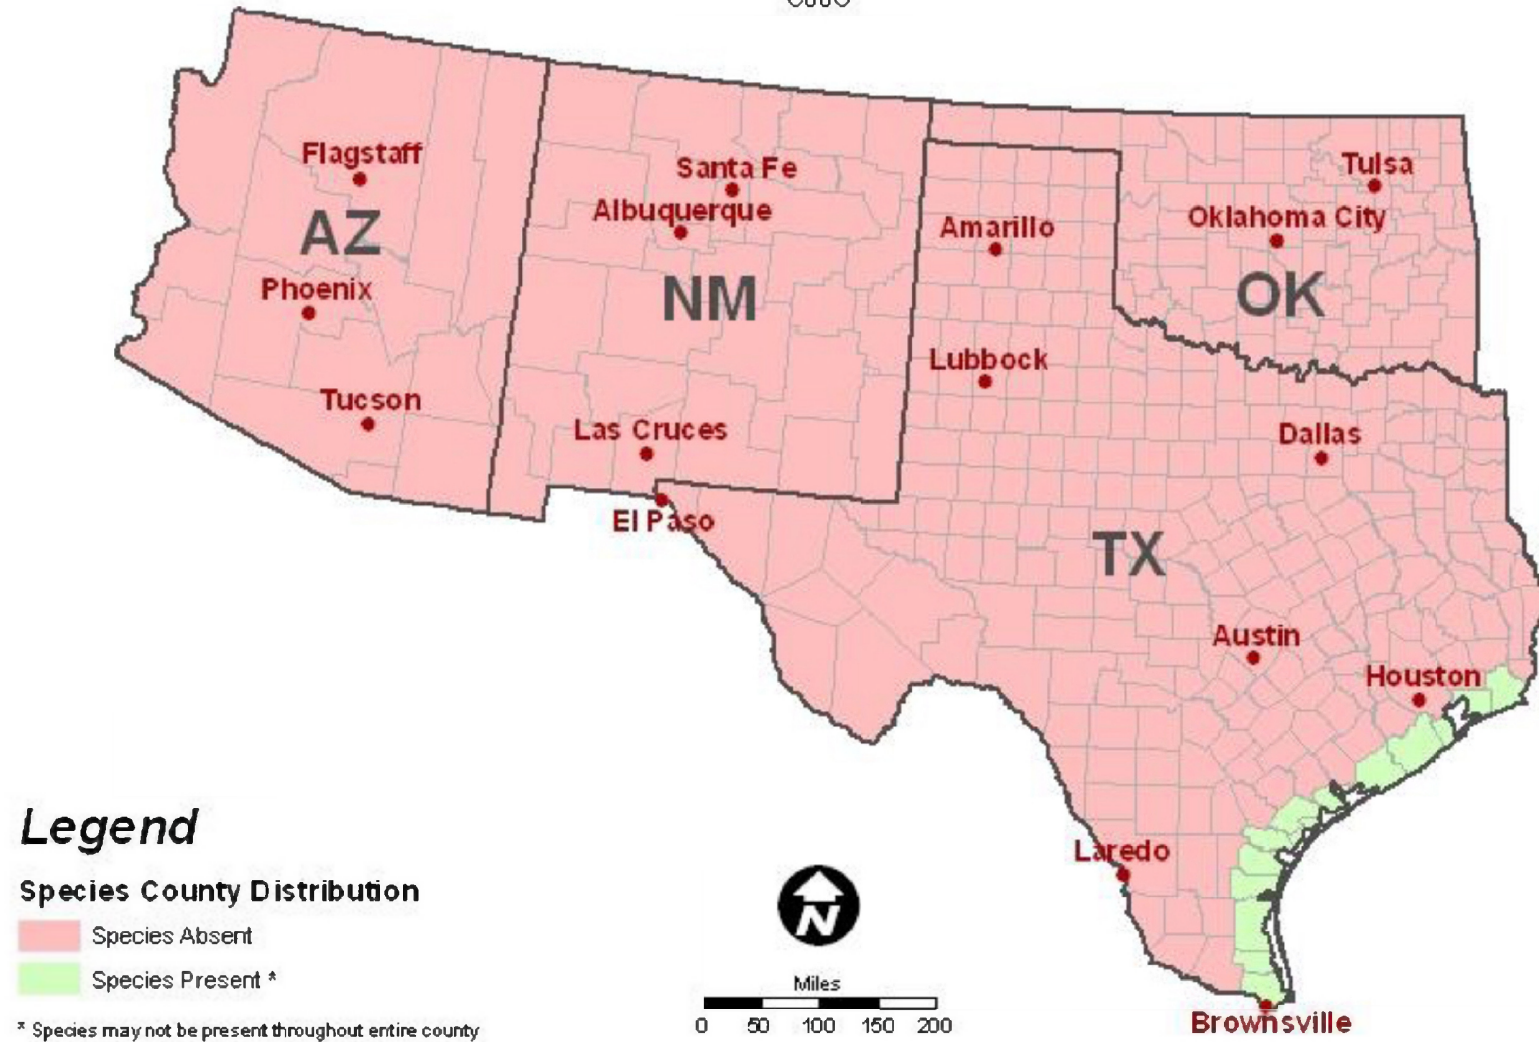 Flagstaff
Santa Fe
Tulsa
Albuquerque
Oklahoma City
AZ
Amarillo
Phoenix
NM
OK
Lubbock
Tucson
Las Cruces
Dallas
El Paso
TX
Austin
Houston
Legend
Laredo
Species County Distribution
Species Absent
Species Present *
Miles
N
0 50 100 150 200
* Species may not be present throughout entire county
Brownsville